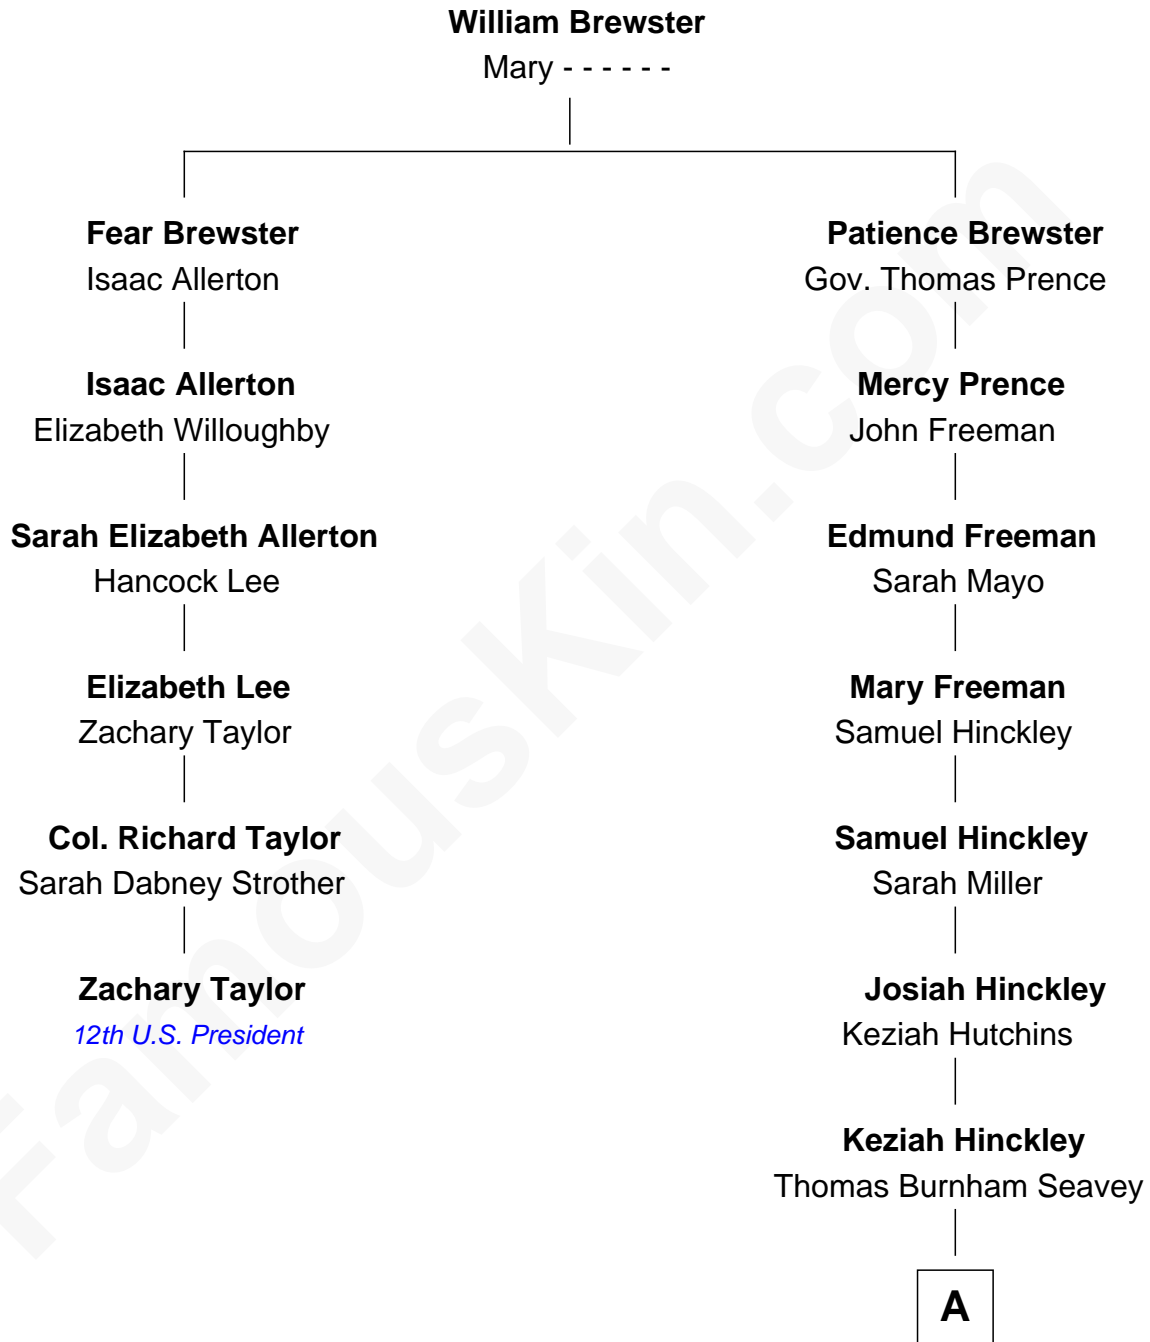 William Brewster
Mary - - - - - -
Fear Brewster
Isaac Allerton
Patience Brewster
Gov. Thomas Prence
Isaac Allerton
Elizabeth Willoughby
Mercy Prence
John Freeman
Sarah Elizabeth Allerton
Hancock Lee
Edmund Freeman
Sarah Mayo
Elizabeth Lee
Zachary Taylor
Mary Freeman
Samuel Hinckley
Col. Richard Taylor
Sarah Dabney Strother
Samuel Hinckley
Sarah Miller
Zachary Taylor
12th U.S. President
Josiah Hinckley
Keziah Hutchins
Keziah Hinckley
Thomas Burnham Seavey
A
FamousKin.com